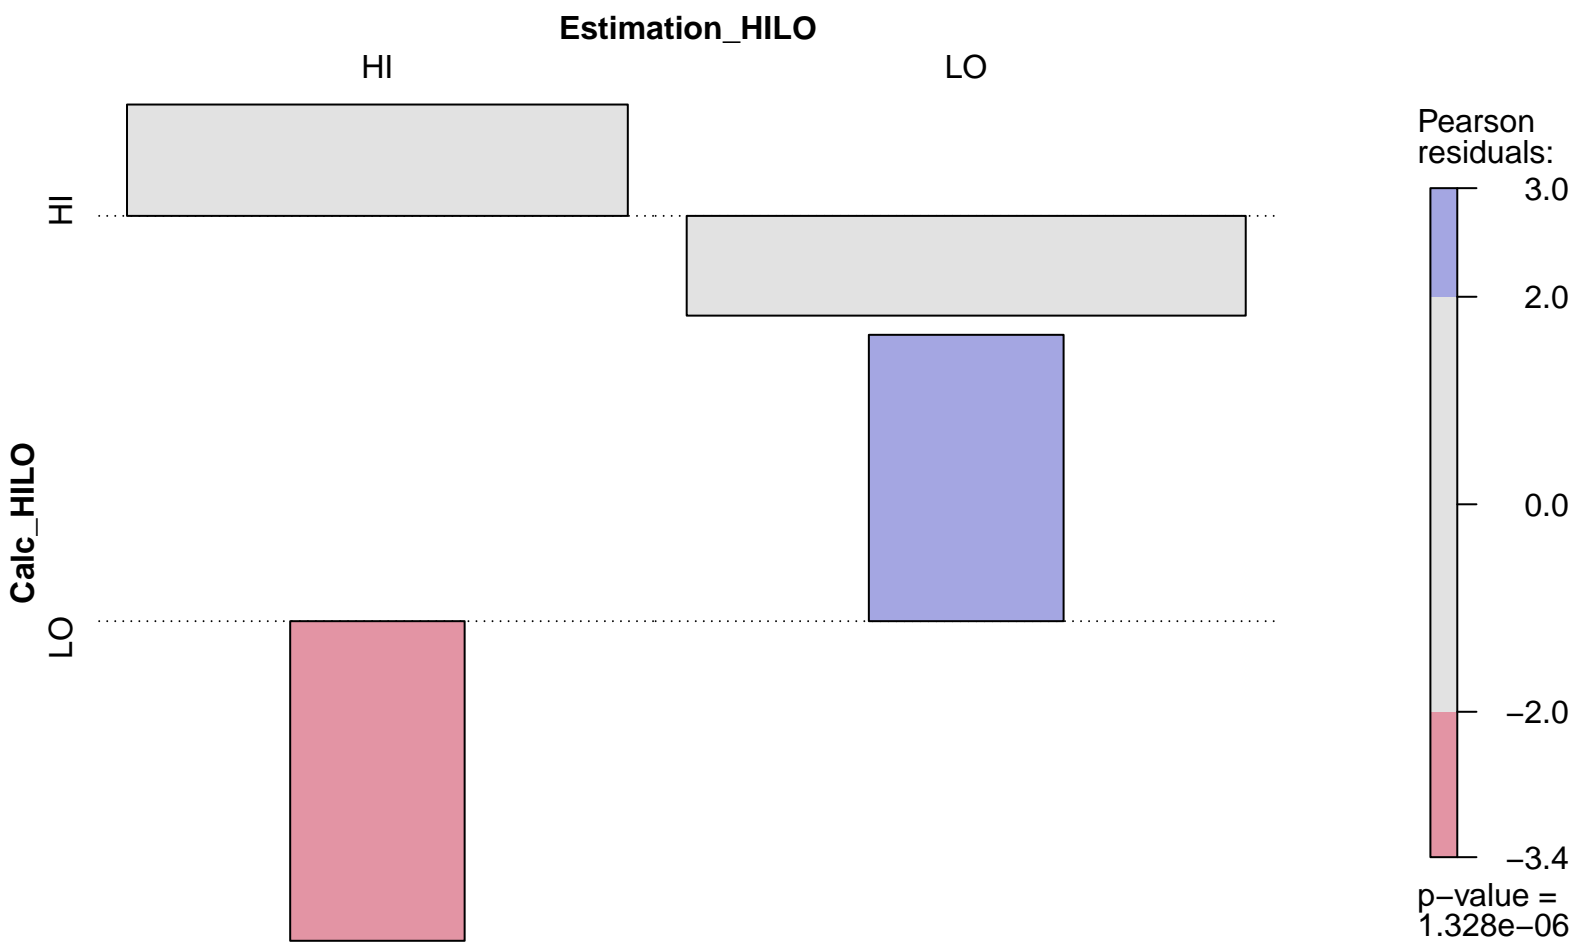 Estimation_HILO
HI
LO
HI
LO
Calc_HILO
Pearson
residuals:
3.0
2.0
0.0
−2.0
−3.4
p−value =
1.328e−06